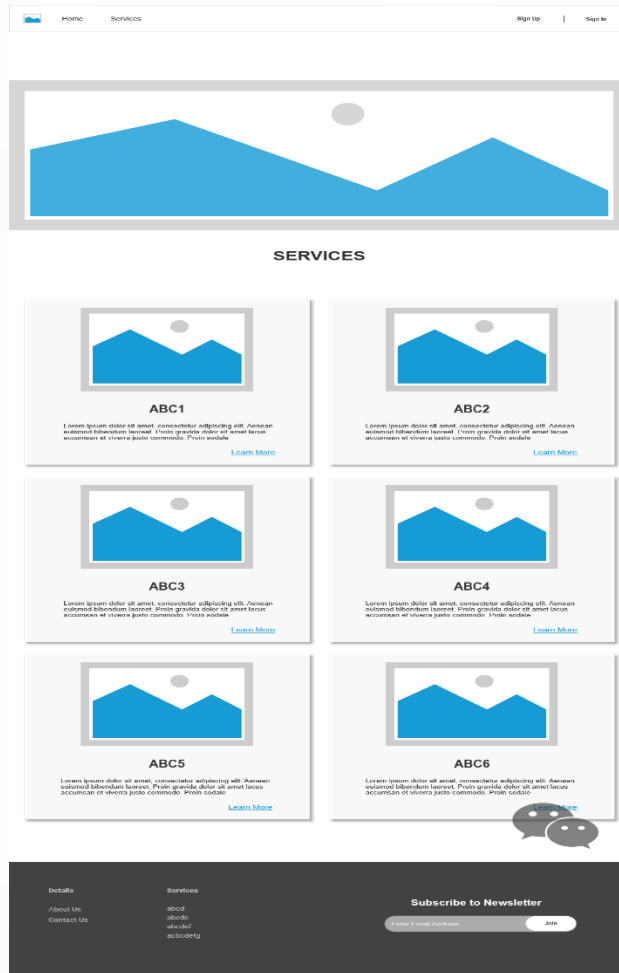 Home Services Sign Up | Sign In
SERVICES
ABC1
Lorem ipsum dolor sit amet, consectetur adipiscing elit. Aenean
euismod bibendum laoreet. Proin gravida dolor sit amet lacus
accumsan et viverra justo commodo. Proin sodale
Learn More
ABC2
Lorem ipsum dolor sit amet, consectetur adipiscing elit. Aenean
euismod bibendum laoreet. Proin gravida dolor sit amet lacus
accumsan et viverra justo commodo. Proin sodale
Learn More
ABC3
Lorem ipsum dolor sit amet, consectetur adipiscing elit. Aenean
euismod bibendum laoreet. Proin gravida dolor sit amet lacus
accumsan et viverra justo commodo. Proin sodale
Learn More
ABC4
Lorem ipsum dolor sit amet, consectetur adipiscing elit. Aenean
euismod bibendum laoreet. Proin gravida dolor sit amet lacus
accumsan et viverra justo commodo. Proin sodale
Learn More
ABC5
Lorem ipsum dolor sit amet, consectetur adipiscing elit. Aenean
euismod bibendum laoreet. Proin gravida dolor sit amet lacus
accumsan et viverra justo commodo. Proin sodale
Learn More
ABC6
Lorem ipsum dolor sit amet, consectetur adipiscing elit. Aenean
euismod bibendum laoreet. Proin gravida dolor sit amet lacus
accumsan et viverra justo commodo. Proin sodale
Learn More
Details
About Us
Contact Us
Services
abcd
abcde
abcdef
acbcdefg
Subscribe to Newsletter
Enter Email Address
Join